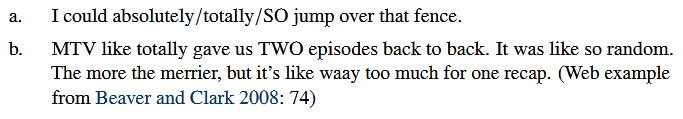 a. I could absolutely/totally/SO jump over that fence.
b. MTV like totally gave us TWO episodes back to back. It was like so random.
The more the merrier, but it's like waay too much for one recap. (Web example
from Beaver and Clark 2008: 74)